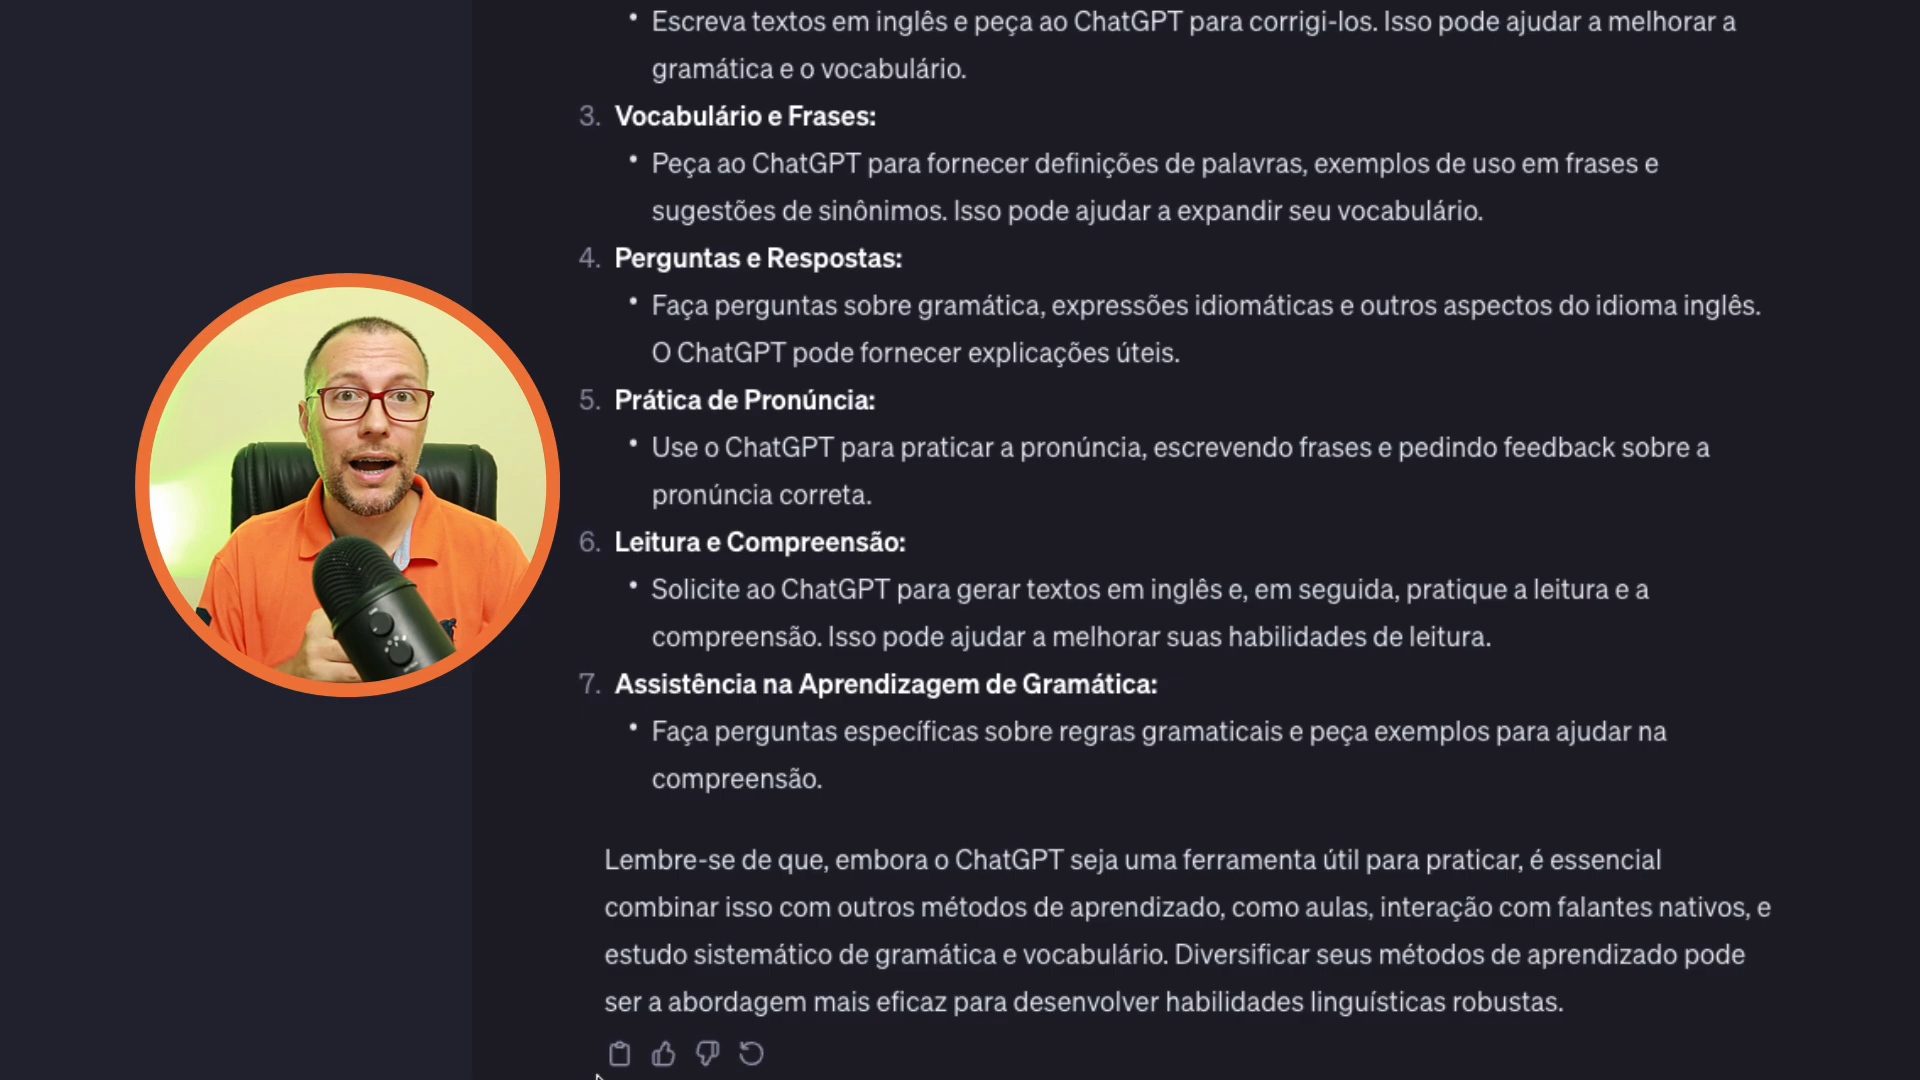 • Escreva textos em inglês e peça ao ChatGPT para corrigi-los. Isso pode ajudar a melhorar a
gramática e o vocabulário.
3. Vocabulário e Frases:
• Peça ao ChatGPT para fornecer definições de palavras, exemplos de uso em frases e
sugestões de sinônimos. Isso pode ajudar a expandir seu vocabulário.
4. Perguntas e Respostas:
• Faça perguntas sobre gramática, expressões idiomáticas e outros aspectos do idioma inglês.
O ChatGPT pode fornecer explicações úteis.
5. Prática de Pronúncia:
• Use o ChatGPT para praticar a pronúncia, escrevendo frases e pedindo feedback sobre a
pronúncia correta.
6. Leitura e Compreensão:
• Solicite ao ChatGPT para gerar textos em inglês e, em seguida, pratique a leitura e a
compreensão. Isso pode ajudar a melhorar suas habilidades de leitura.
7. Assistência na Aprendizagem de Gramática:
• Faça perguntas específicas sobre regras gramaticais e peça exemplos para ajudar na
compreensão.
Lembre-se de que, embora o ChatGPT seja uma ferramenta útil para praticar, é essencial
combinar isso com outros métodos de aprendizado, como aulas, interação com falantes nativos, e
estudo sistemático de gramática e vocabulário. Diversificar seus métodos de aprendizado pode
ser a abordagem mais eficaz para desenvolver habilidades linguísticas robustas.